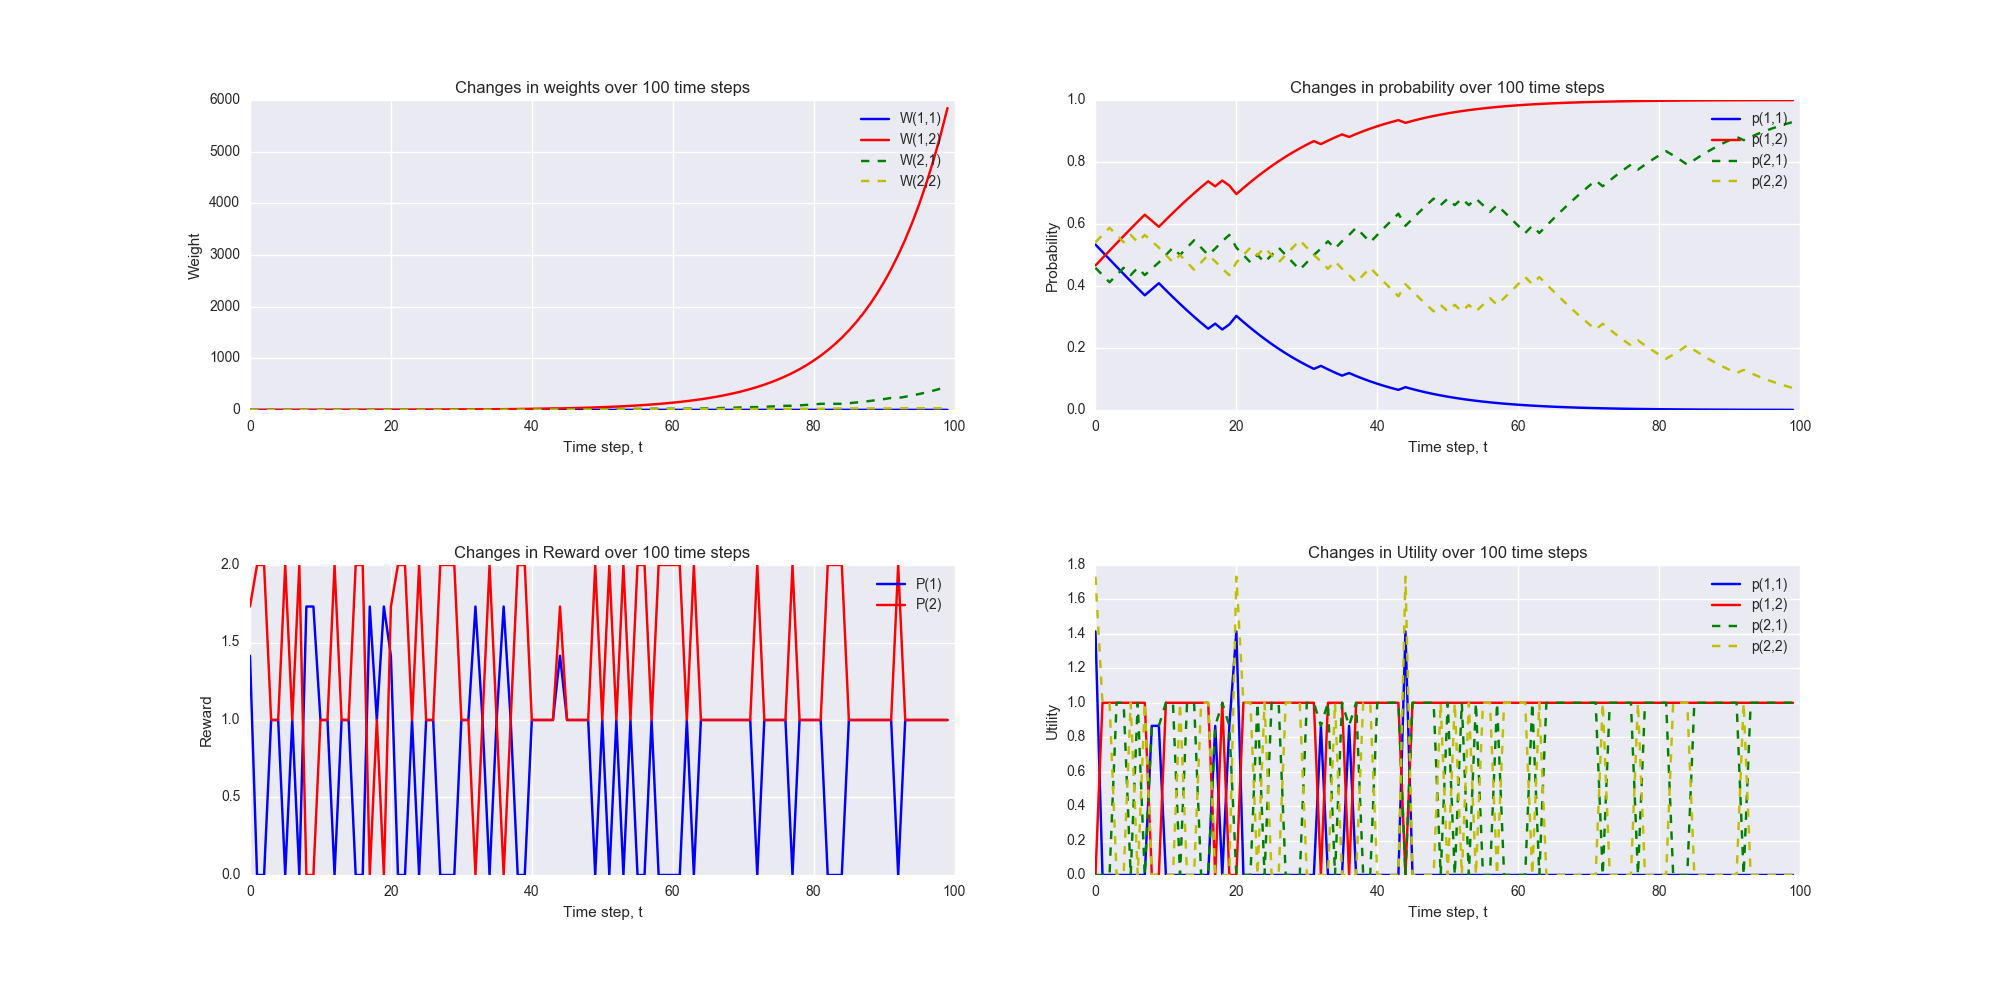 Changes in weights over 100 time steps
6000
5000
4000
3000
2000
1000
0
Weight
W(1,1)
W(1,2)
W(2,1)
W(2,2)
0 20 40 60 80 100
Time step, t
Changes in probability over 100 time steps
1.0
0.8
0.6
0.4
0.2
0.0
Probability
p(1,1)
p(1,2)
p(2,1)
p(2,2)
0 20 40 60 80 100
Time step, t
Changes in Reward over 100 time steps
2.0
1.5
1.0
0.5
0.0
Reward
P(1)
P(2)
0 20 40 60 80 100
Time step, t
Changes in Utility over 100 time steps
1.8
1.6
1.4
1.2
1.0
0.8
0.6
0.4
0.2
0.0
Utility
p(1,1)
p(1,2)
p(2,1)
p(2,2)
0 20 40 60 80 100
Time step, t